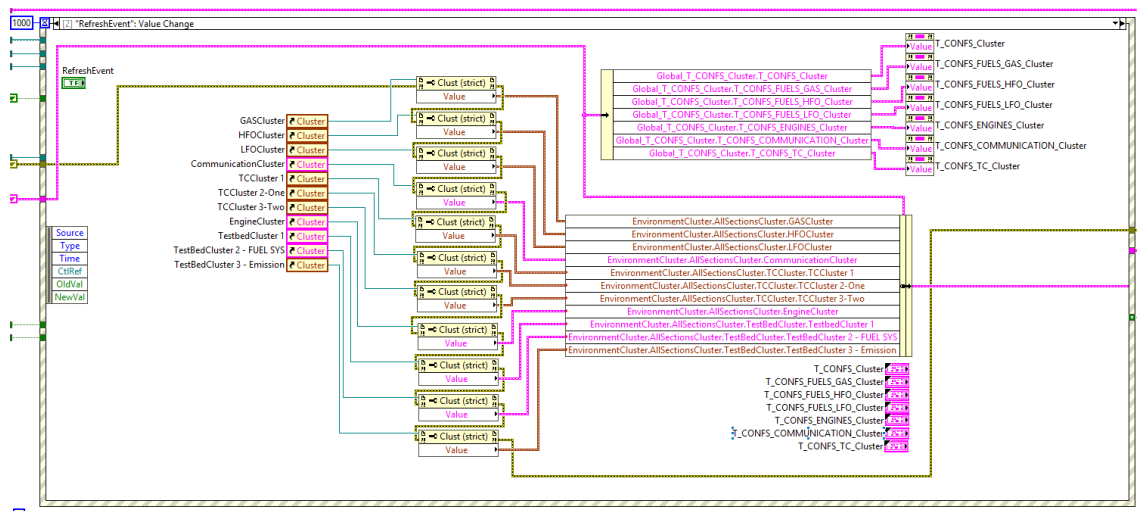 1000
[2] "RefreshEvent": Value Change
RefreshEvent
TF
GASCluster Cluster
HFOCluster Cluster
LFOCluster Cluster
CommunicationCluster Cluster
TCCluster 1 Cluster
TCCluster 2-One Cluster
TCCluster 3-Two Cluster
EngineCluster Cluster
TestbedCluster 1 Cluster
TestBedCluster 2 - FUEL SYS Cluster
TestBedCluster 3 - Emission Cluster
Source
Type
Time
CtlRef
OldVal
NewVal
Clust (strict)
Value
Clust (strict)
Value
Clust (strict)
Value
Clust (strict)
Value
Clust (strict)
Value
Clust (strict)
Value
Clust (strict)
Value
Clust (strict)
Value
Clust (strict)
Value
Clust (strict)
Value
Clust (strict)
Value
Global_T_CONFS_Cluster.T_CONFS_Cluster
Global_T_CONFS_Cluster.T_CONFS_FUELS_GAS_Cluster
Global_T_CONFS_Cluster.T_CONFS_FUELS_HFO_Cluster
Global_T_CONFS_Cluster.T_CONFS_FUELS_LFO_Cluster
Global_T_CONFS_Cluster.T_CONFS_ENGINES_Cluster
Global_T_CONFS_Cluster.T_CONFS_COMMUNICATION_Cluster
Global_T_CONFS_Cluster.T_CONFS_TC_Cluster
Value T_CONFS_Cluster
Value T_CONFS_FUELS_GAS_Cluster
Value T_CONFS_FUELS_HFO_Cluster
Value T_CONFS_FUELS_LFO_Cluster
Value T_CONFS_ENGINES_Cluster
Value T_CONFS_COMMUNICATION_Cluster
Value T_CONFS_TC_Cluster
EnvironmentCluster.AllSectionsCluster.GASCluster
EnvironmentCluster.AllSectionsCluster.HFOCluster
EnvironmentCluster.AllSectionsCluster.LFOCluster
EnvironmentCluster.AllSectionsCluster.CommunicationCluster
EnvironmentCluster.AllSectionsCluster.TCCluster.TCCluster 1
EnvironmentCluster.AllSectionsCluster.TCCluster.TCCluster 2-One
EnvironmentCluster.AllSectionsCluster.TCCluster.TCCluster 3-Two
EnvironmentCluster.AllSectionsCluster.EngineCluster
EnvironmentCluster.AllSectionsCluster.TestBedCluster.TestbedCluster 1
EnvironmentCluster.AllSectionsCluster.TestBedCluster.TestBedCluster 2 - FUEL SYS
EnvironmentCluster.AllSectionsCluster.TestBedCluster.TestBedCluster 3 - Emission
T_CONFS_Cluster
T_CONFS_FUELS_GAS_Cluster
T_CONFS_FUELS_HFO_Cluster
T_CONFS_FUELS_LFO_Cluster
T_CONFS_ENGINES_Cluster
T_CONFS_COMMUNICATION_Cluster
T_CONFS_TC_Cluster